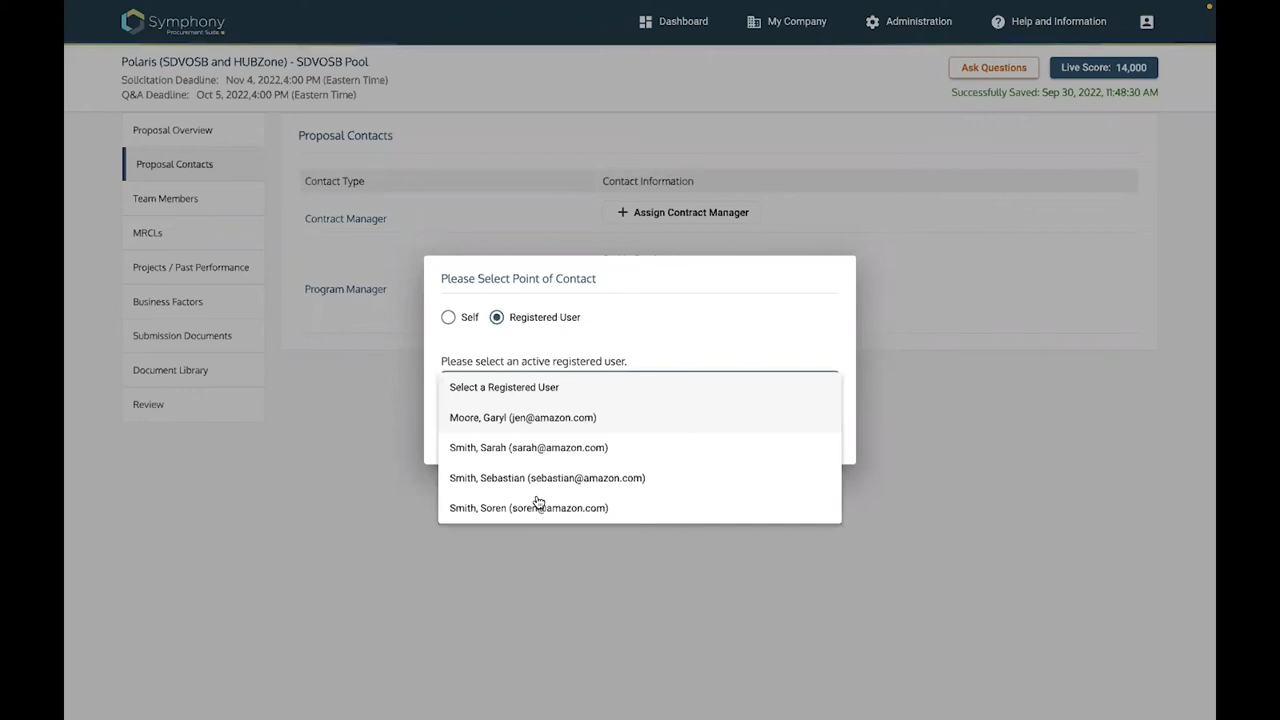 Symphony
Procurement Suite
Dashboard
My Company
Administration
Help and Information
Polaris (SDVOSB and HUBZone) - SDVOSB Pool
Solicitation Deadline: Nov 4, 2022,4:00 PM (Eastern Time)
Q&A Deadline: Oct 5, 2022,4:00 PM (Eastern Time)
Ask Questions
Live Score: 14,000
Successfully Saved: Sep 30, 2022, 11:48:30 AM
Proposal Overview
Proposal Contacts
Team Members
MRCLs
Projects / Past Performance
Business Factors
Submission Documents
Document Library
Review
Proposal Contacts
Contact Type
Contact Information
Contract Manager
+ Assign Contract Manager
Program Manager
Please Select Point of Contact
Self
Registered User
Please select an active registered user.
Select a Registered User
Moore, Garyl (jen@amazon.com)
Smith, Sarah (sarah@amazon.com)
Smith, Sebastian (sebastian@amazon.com)
Smith, Soren (soren@amazon.com)